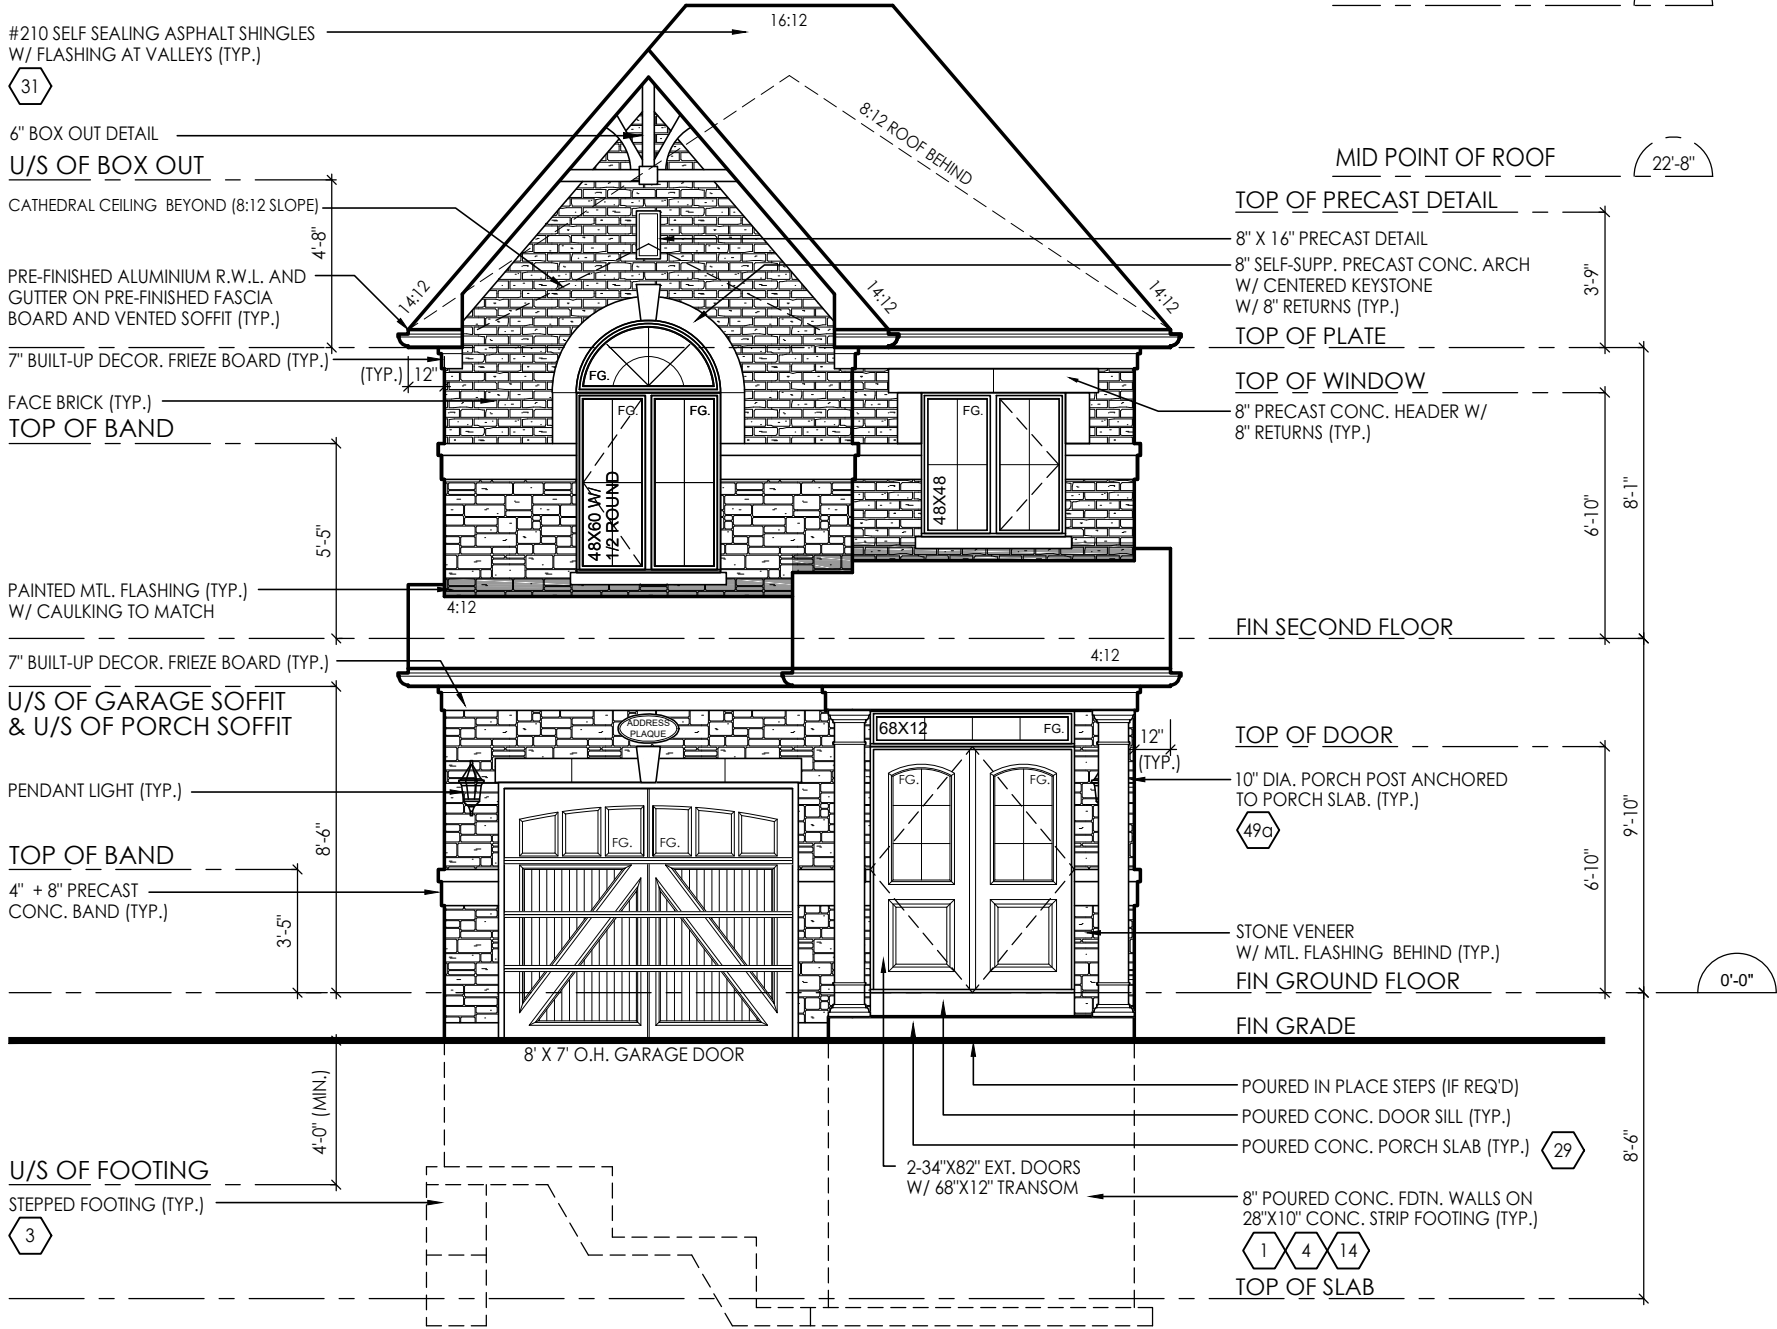 #210 SELF SEALING ASPHALT SHINGLES
W/ FLASHING AT VALLEYS (TYP.)
31
6" BOX OUT DETAIL
U/S OF BOX OUT
CATHEDRAL CEILING BEYOND (8:12 SLOPE)
4'-8"
PRE-FINISHED ALUMINIUM R.W.L. AND
GUTTER ON PRE-FINISHED FASCIA
BOARD AND VENTED SOFFIT (TYP.)
7" BUILT-UP DECOR. FRIEZE BOARD (TYP.)
(TYP.) 12"
FACE BRICK (TYP.)
TOP OF BAND
5'-5"
PAINTED MTL. FLASHING (TYP.)
W/ CAULKING TO MATCH
7" BUILT-UP DECOR. FRIEZE BOARD (TYP.)
U/S OF GARAGE SOFFIT
& U/S OF PORCH SOFFIT
PENDANT LIGHT (TYP.)
8'-6"
TOP OF BAND
4" + 8" PRECAST
CONC. BAND (TYP.)
3'-5"
4'-0" (MIN.)
U/S OF FOOTING
STEPPED FOOTING (TYP.)
3
16:12
8:12 ROOF BEHIND
14:12
14:12
14:12
FG.
FG.
FG.
48X60 W/
1/2 ROUND
FG.
48X48
4:12
4:12
ADDRESS
PLAQUE
68X12
FG.
12"
(TYP.)
FG.
FG.
FG.
FG.
8' X 7' O.H. GARAGE DOOR
2-34"X82" EXT. DOORS
W/ 68"X12" TRANSOM
MID POINT OF ROOF
22'-8"
TOP OF PRECAST DETAIL
8" X 16" PRECAST DETAIL
8" SELF-SUPP. PRECAST CONC. ARCH
W/ CENTERED KEYSTONE
W/ 8" RETURNS (TYP.)
3'-9"
TOP OF PLATE
TOP OF WINDOW
8" PRECAST CONC. HEADER W/
8" RETURNS (TYP.)
6'-10"
8'-1"
FIN SECOND FLOOR
TOP OF DOOR
10" DIA. PORCH POST ANCHORED
TO PORCH SLAB. (TYP.)
49a
9'-10"
6'-10"
STONE VENEER
W/ MTL. FLASHING BEHIND (TYP.)
FIN GROUND FLOOR
0'-0"
FIN GRADE
POURED IN PLACE STEPS (IF REQ'D)
POURED CONC. DOOR SILL (TYP.)
POURED CONC. PORCH SLAB (TYP.)
29
8'-6"
8" POURED CONC. FDTN. WALLS ON
28"X10" CONC. STRIP FOOTING (TYP.)
1 4 14
TOP OF SLAB